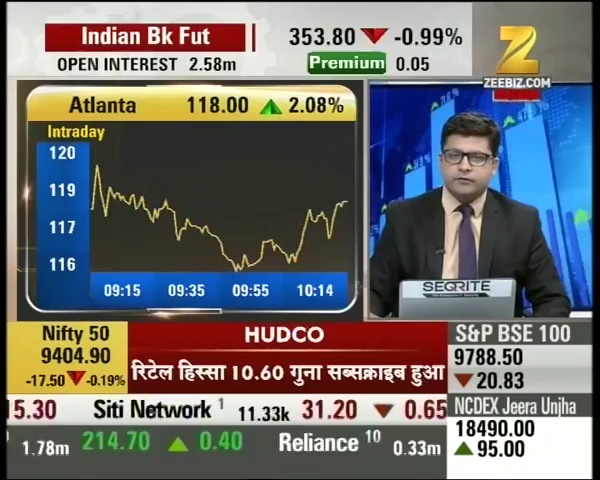 Indian Bk Fut
353.80 -0.99%
OPEN INTEREST 2.58m
Premium 0.05
ZEEBIZ.COM
Atlanta 118.00 2.08%
Intraday
120
119
117
116
09:15 09:35 09:55 10:14
SEQRITE
Nifty 50
9404.90
-17.50 -0.19%
HUDCO
रिटेल हिस्सा 10.60 गुना सब्सक्राइब हुआ
S&P BSE 100
9788.50
20.83
NCDEX Jeera Unjha
18490.00
95.00
15.30 Siti Network 1 11.33k 31.20 0.65
1.78m 214.70 0.40 Reliance 10 0.33m